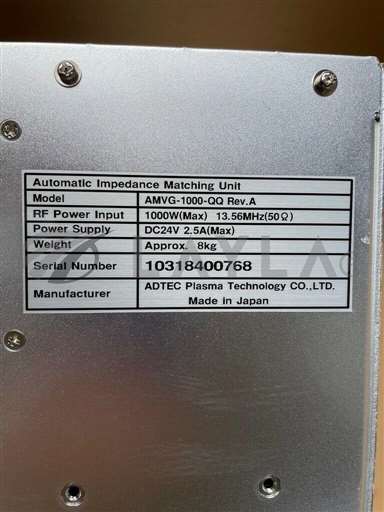 Automatic Impedance Matching Unit
Model AMVG-1000-QQ Rev.A
RF Power Input 1000W(Max) 13.56MHz(50Ω)
Power Supply DC24V 2.5A(Max)
Weight Approx. 8kg
Serial Number 10318400768
Manufacturer ADTEC Plasma Technology CO.,LTD.
Made in Japan